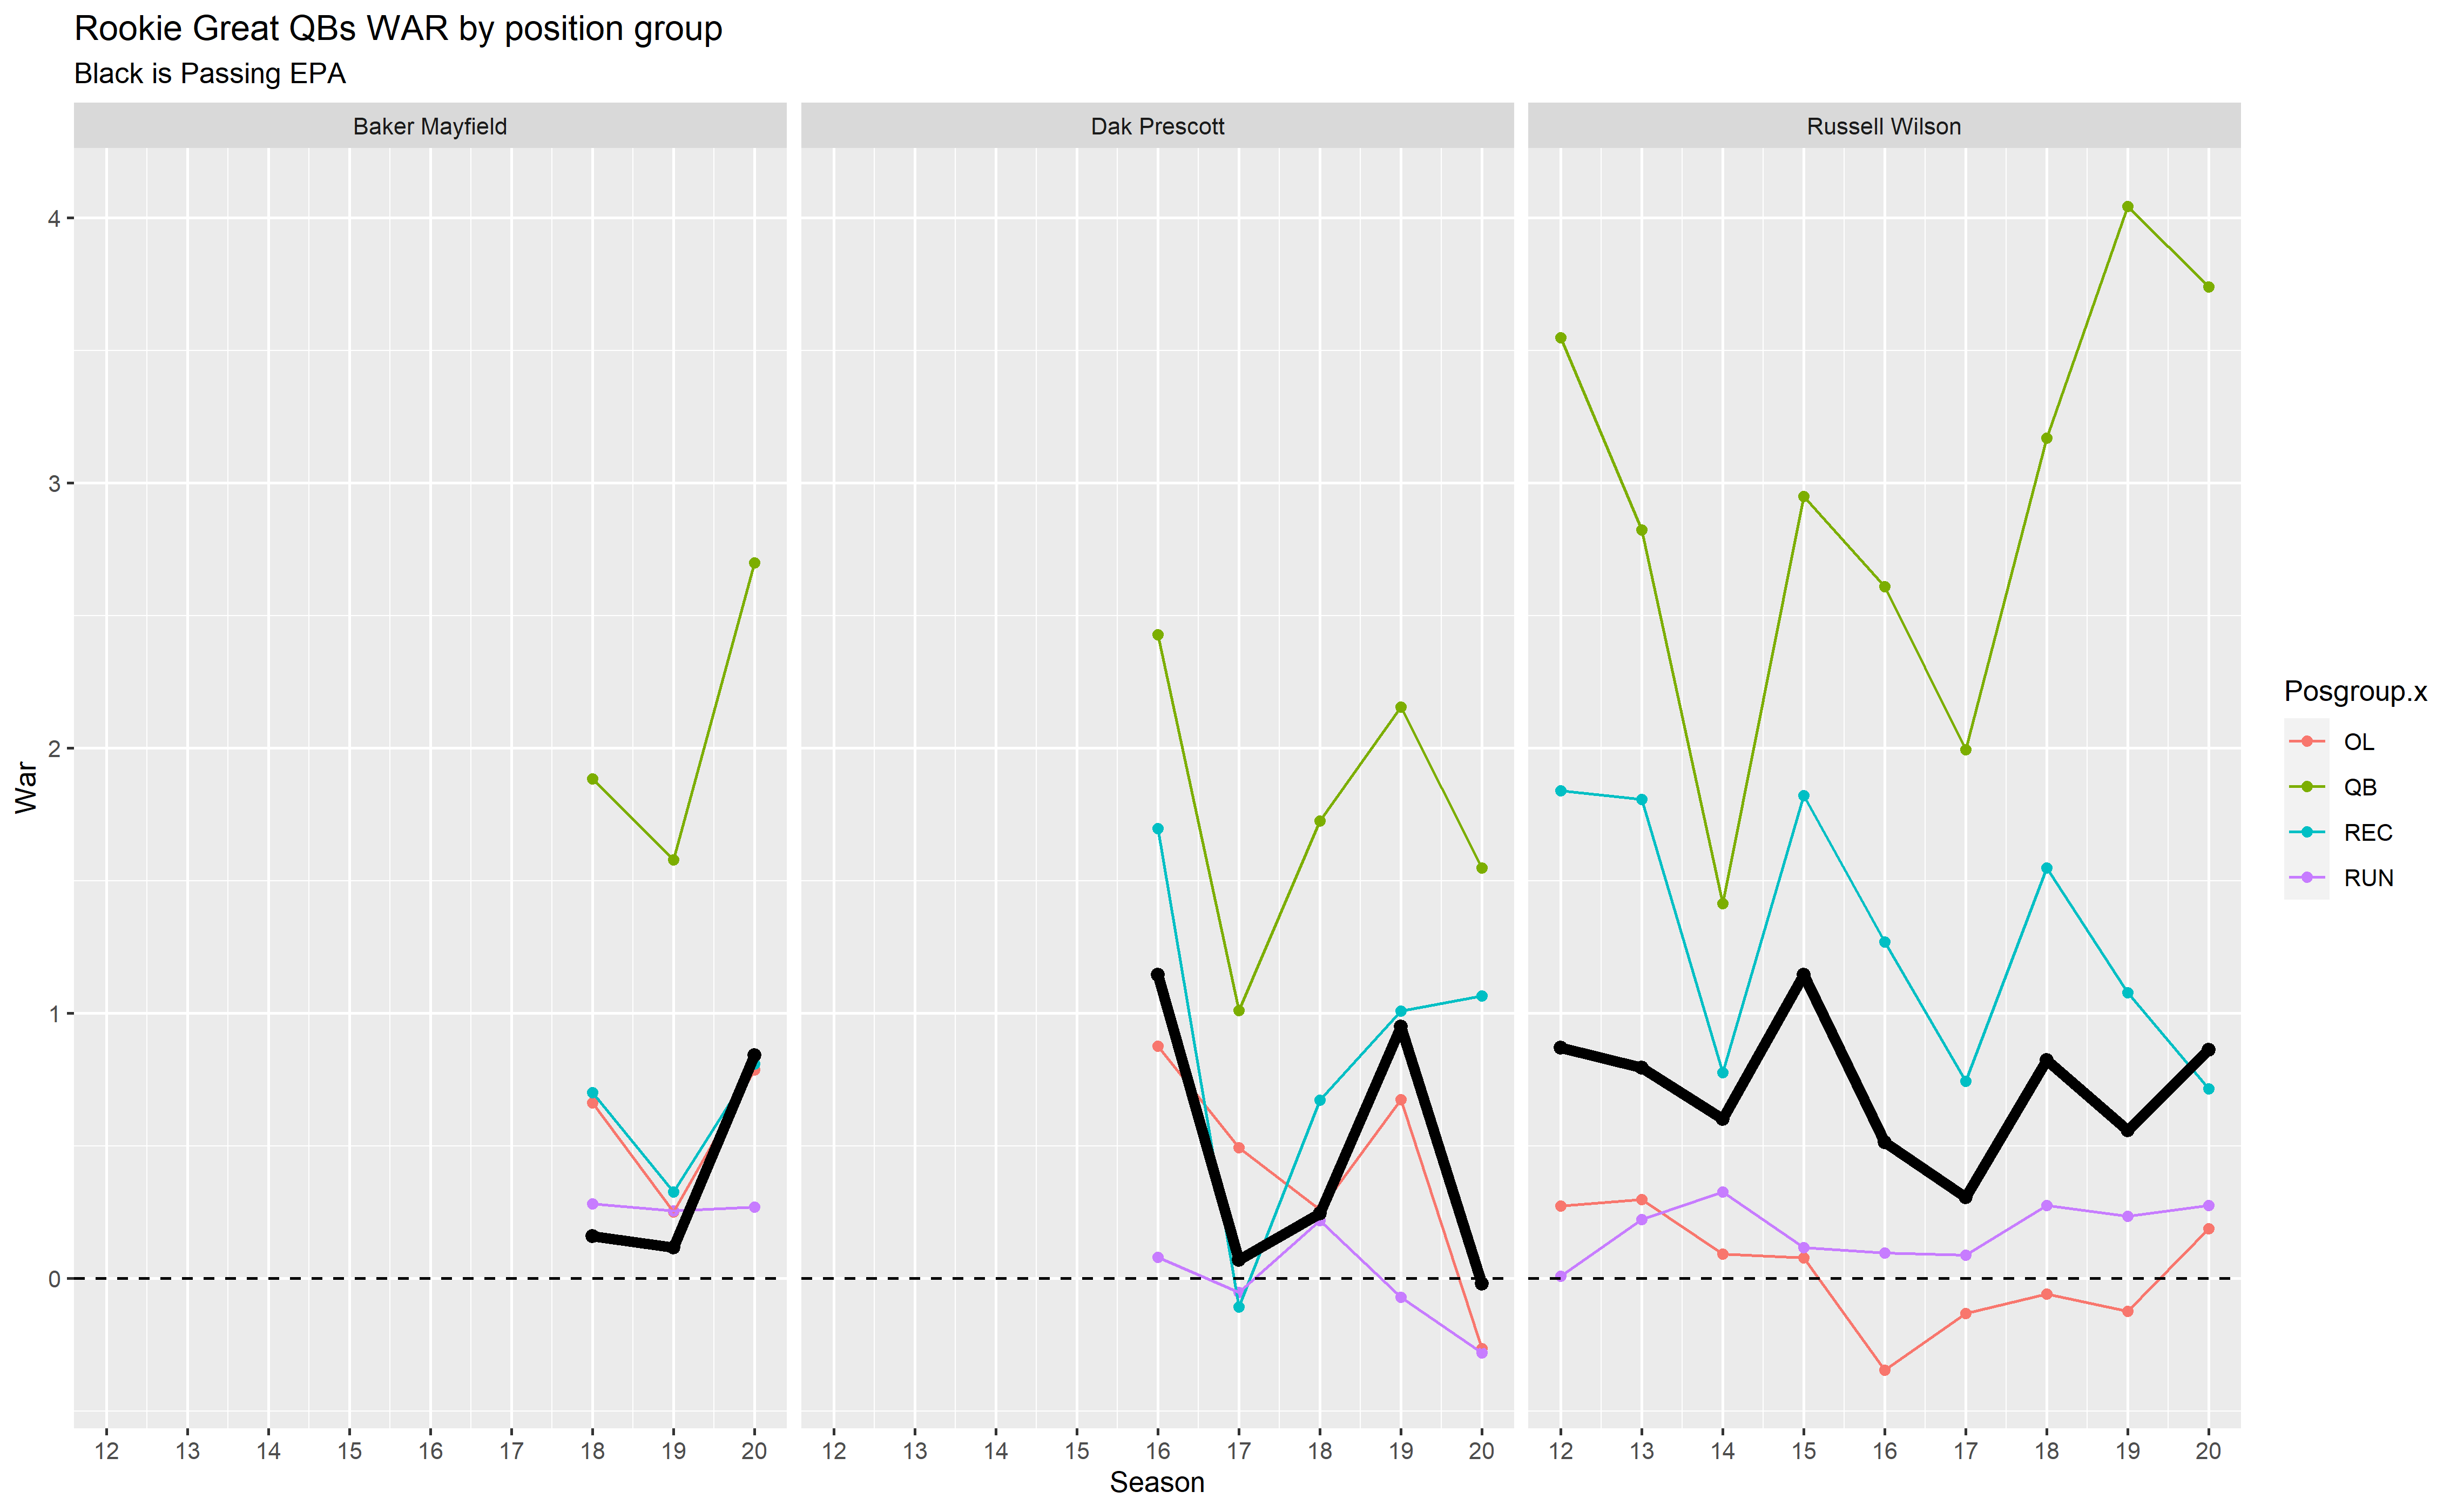 Rookie Great QBs WAR by position group
Black is Passing EPA
Baker Mayfield
Dak Prescott
Russell Wilson
War
4
3
2
1
0
12 13 14 15 16 17 18 19 20
12 13 14 15 16 17 18 19 20
12 13 14 15 16 17 18 19 20
Season
Posgroup.x
OL
QB
REC
RUN